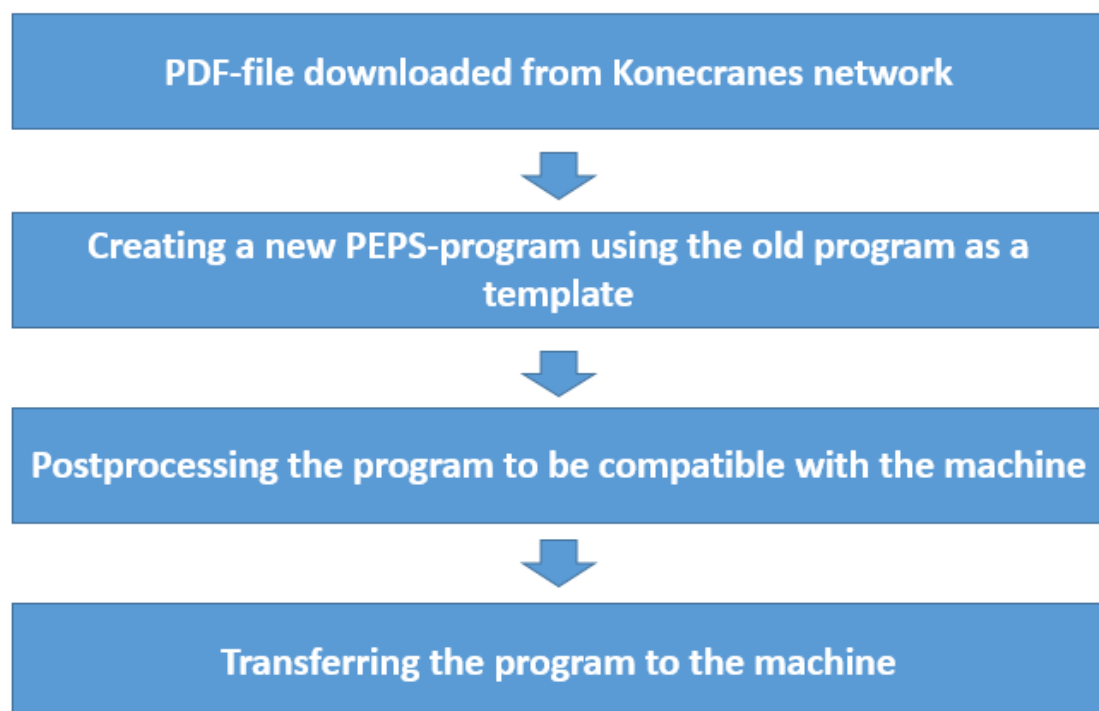 PDF-file downloaded from Konecranes network
Creating a new PEPS-program using the old program as a
template
Postprocessing the program to be compatible with the machine
Transferring the program to the machine